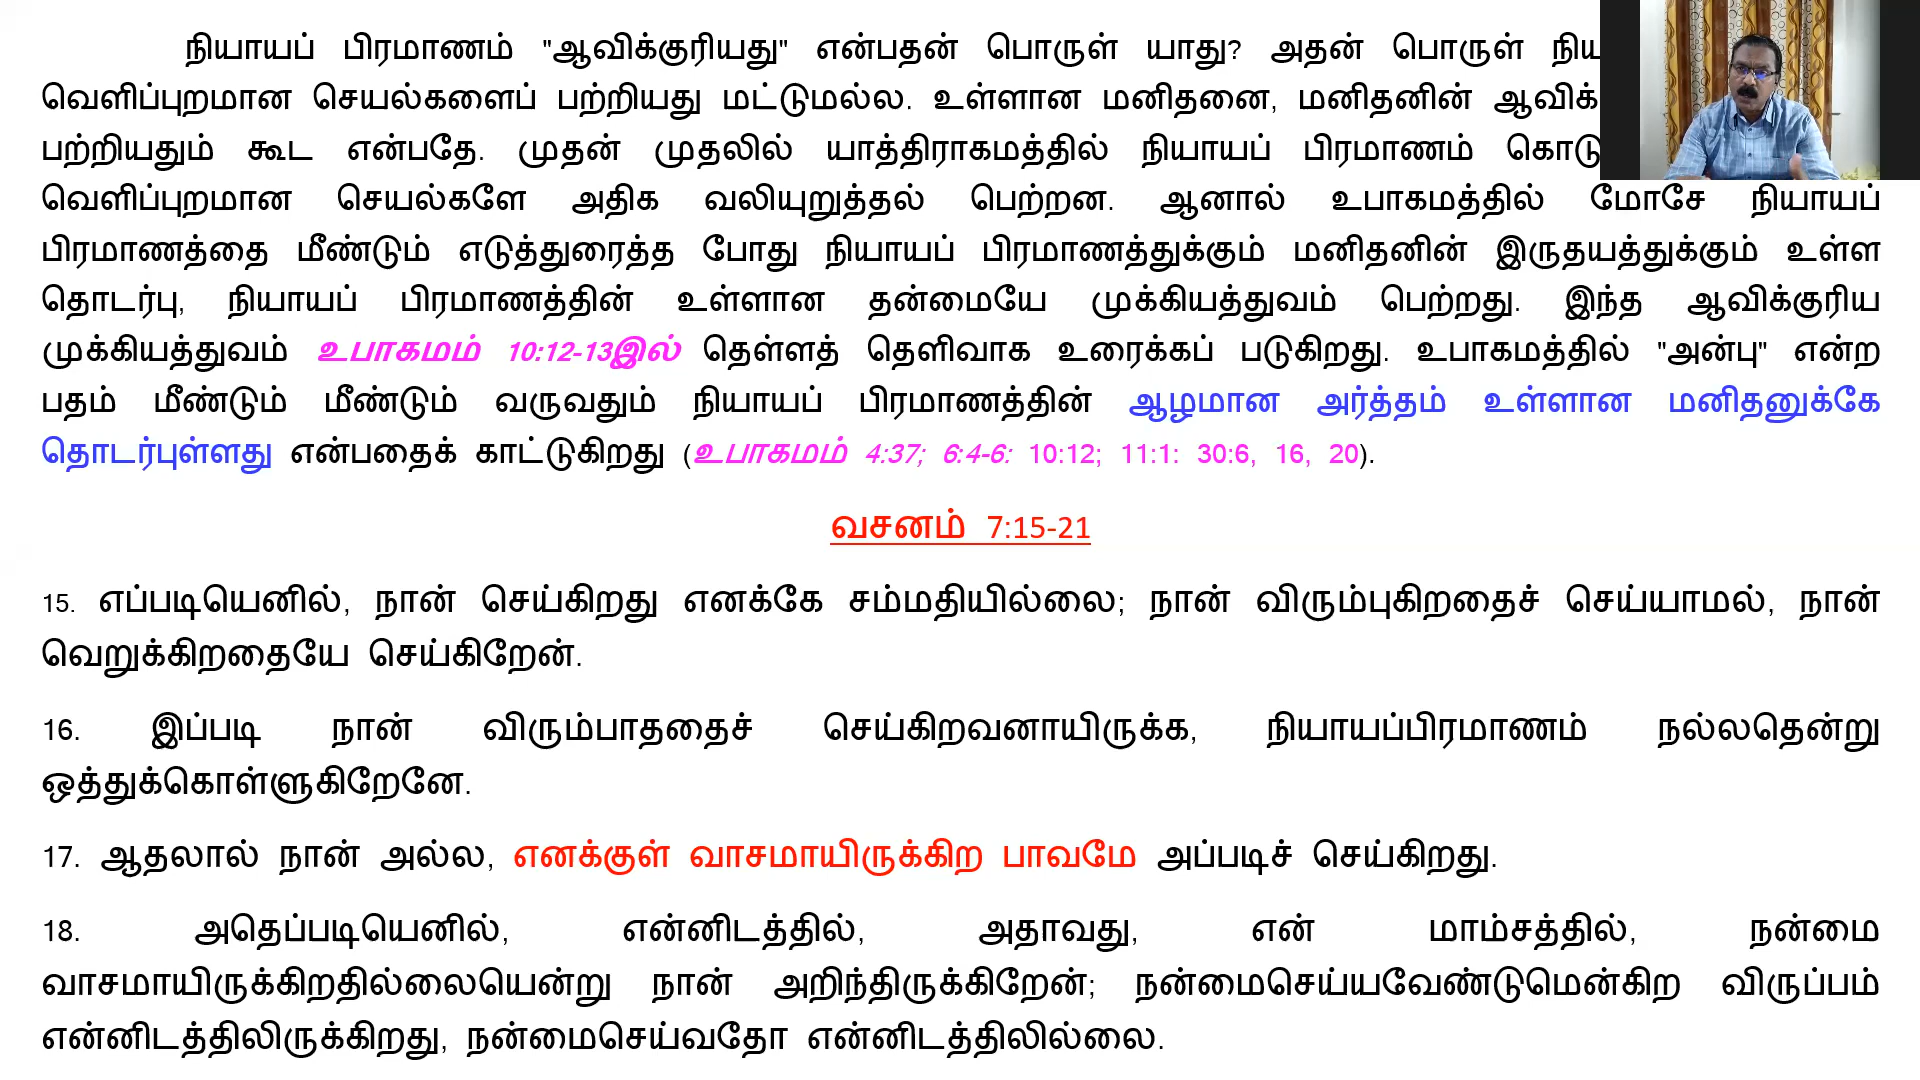 நியாயப் பிரமாணம் "ஆவிக்குரியது" என்பதன் பொருள் யாது? அதன் பொருள்
வெளிப்புறமான செயல்களைப் பற்றியது மட்டுமல்ல. உள்ளான மனிதனை, மனிதனின்
பற்றியதும் கூட என்பதே. முதன் முதலில் யாத்திராகமத்தில் நியாயப் பிரமாணம்
வெளிப்புறமான செயல்களே அதிக வலியுறுத்தல் பெற்றன. ஆனால் உபாகமத்தில் மோசே நியாயப்
பிரமாணத்தை மீண்டும் எடுத்துரைத்த போது நியாயப் பிரமாணத்துக்கும் மனிதனின் இருதயத்துக்கும் உள்ள
தொடர்பு, நியாயப் பிரமாணத்தின் உள்ளான தன்மையே முக்கியத்துவம் பெற்றது. இந்த ஆவிக்குரிய
முக்கியத்துவம் உபாகமம் 10:12-13இல் தெள்ளத் தெளிவாக உரைக்கப் படுகிறது. உபாகமத்தில் "அன்பு" என்ற
பதம் மீண்டும் மீண்டும் வருவதும் நியாயப் பிரமாணத்தின் ஆழமான அர்த்தம் உள்ளான மனிதனுக்கே
தொடர்புள்ளது என்பதைக் காட்டுகிறது (உபாகமம் 4:37; 6:4-6: 10:12; 11:1: 30:6, 16, 20).
வசனம் 7:15-21
15. எப்படியெனில், நான் செய்கிறது எனக்கே சம்மதியில்லை; நான் விரும்புகிறதைச் செய்யாமல், நான்
வெறுக்கிறதையே செய்கிறேன்.
16. இப்படி நான் விரும்பாததைச் செய்கிறவனாயிருக்க, நியாயப்பிரமாணம் நல்லதென்று
ஒத்துக்கொள்ளுகிறேனே.
17. ஆதலால் நான் அல்ல, எனக்குள் வாசமாயிருக்கிற பாவமே அப்படிச் செய்கிறது.
18. அதெப்படியெனில், என்னிடத்தில், அதாவது, என் மாம்சத்தில், நன்மை
வாசமாயிருக்கிறதில்லையென்று நான் அறிந்திருக்கிறேன்; நன்மைசெய்யவேண்டுமென்கிற விருப்பம்
என்னிடத்திலிருக்கிறது, நன்மைசெய்வதோ என்னிடத்திலில்லை.